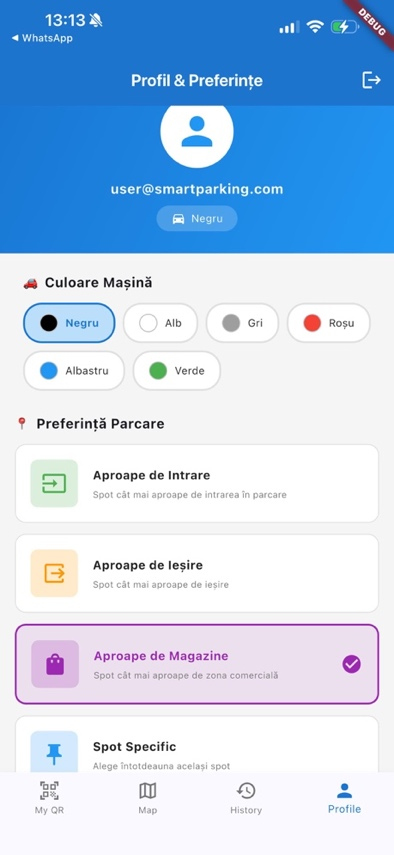 13:13
DEBUG
◀ WhatsApp
Profil & Preferințe
user@smartparking.com
Negru
Culoare Mașină
Negru
Alb
Gri
Roșu
Albastru
Verde
Preferință Parcare
Aproape de Intrare
Spot cât mai aproape de intrarea în parcare
Aproape de Ieșire
Spot cât mai aproape de ieșire
Aproape de Magazine
Spot cât mai aproape de zona comercială
Spot Specific
Alege întotdeauna același spot
My QR
Map
History
Profile